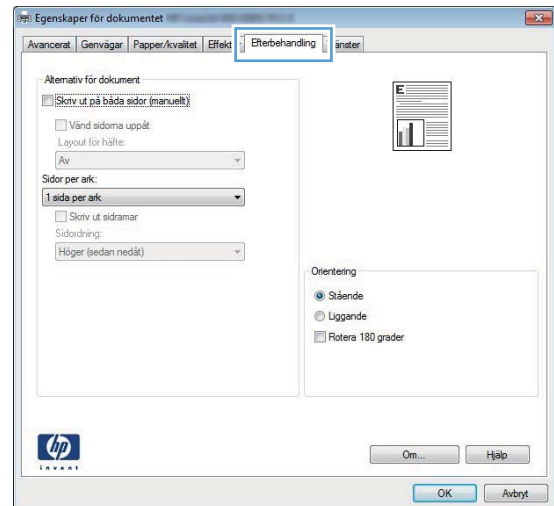 Egenskaper för dokumentet
Avancerat Genvägar Papper/kvalitet Effekt Efterbehandling änster
Alternativ för dokument
Skriv ut på båda sidor (manuellt)
Vänd sidorna uppåt
Layout för häfte:
Av
Sidor per ark:
1 sida per ark
Skriv ut sidramar
Sidordning:
Höger (sedan nedåt)
E
Orientering
Stående
Liggande
Rotera 180 grader
hp
invent
Om... Hjälp
OK Avbryt